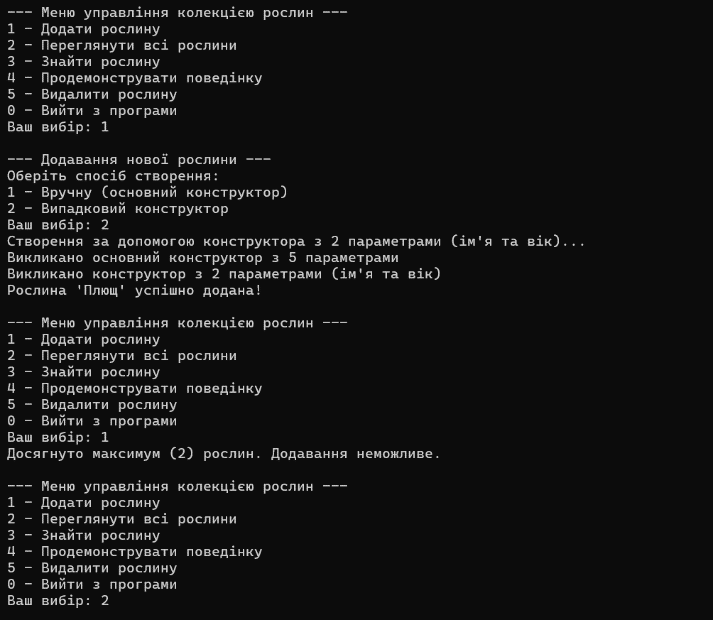 --- Меню управління колекцією рослин ---
1 - Додати рослину
2 - Переглянути всі рослини
3 - Знайти рослину
4 - Продемонструвати поведінку
5 - Видалити рослину
0 - Вийти з програми
Ваш вибір: 1
--- Додавання нової рослини ---
Оберіть спосіб створення:
1 - Вручну (основний конструктор)
2 - Випадковий конструктор
Ваш вибір: 2
Створення за допомогою конструктора з 2 параметрами (ім'я та вік)...
Викликано основний конструктор з 5 параметрами
Викликано конструктор з 2 параметрами (ім'я та вік)
Рослина 'Плющ' успішно додана!
--- Меню управління колекцією рослин ---
1 - Додати рослину
2 - Переглянути всі рослини
3 - Знайти рослину
4 - Продемонструвати поведінку
5 - Видалити рослину
0 - Вийти з програми
Ваш вибір: 1
Досягнуто максимум (2) рослин. Додавання неможливе.
--- Меню управління колекцією рослин ---
1 - Додати рослину
2 - Переглянути всі рослини
3 - Знайти рослину
4 - Продемонструвати поведінку
5 - Видалити рослину
0 - Вийти з програми
Ваш вибір: 2